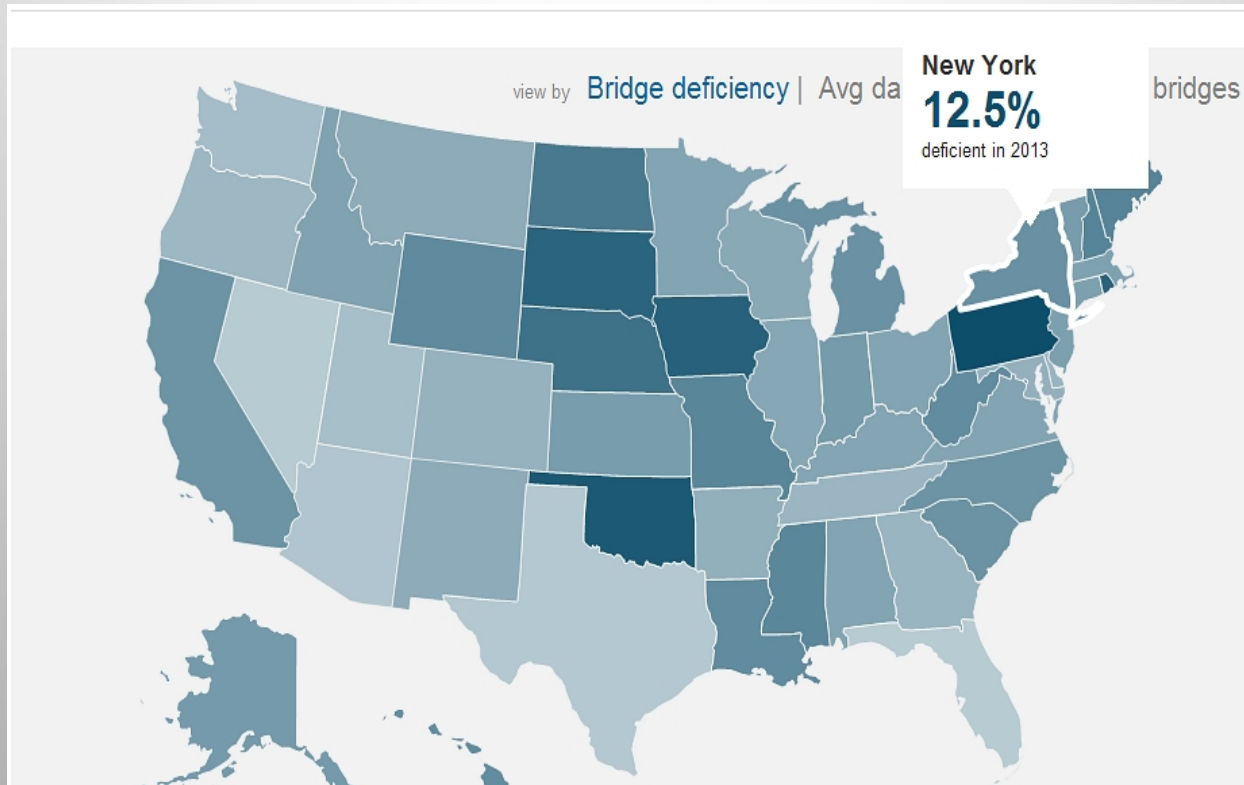 view by Bridge deficiency | Avg da
bridges
New York
12.5%
deficient in 2013